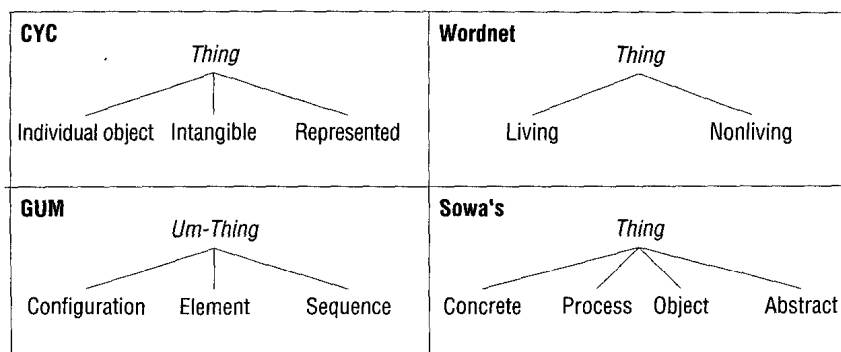 CYC
Thing
Individual object Intangible Represented
Wordnet
Thing
Living Nonliving
GUM
Um-Thing
Configuration Element Sequence
Sowa's
Thing
Concrete Process Object Abstract